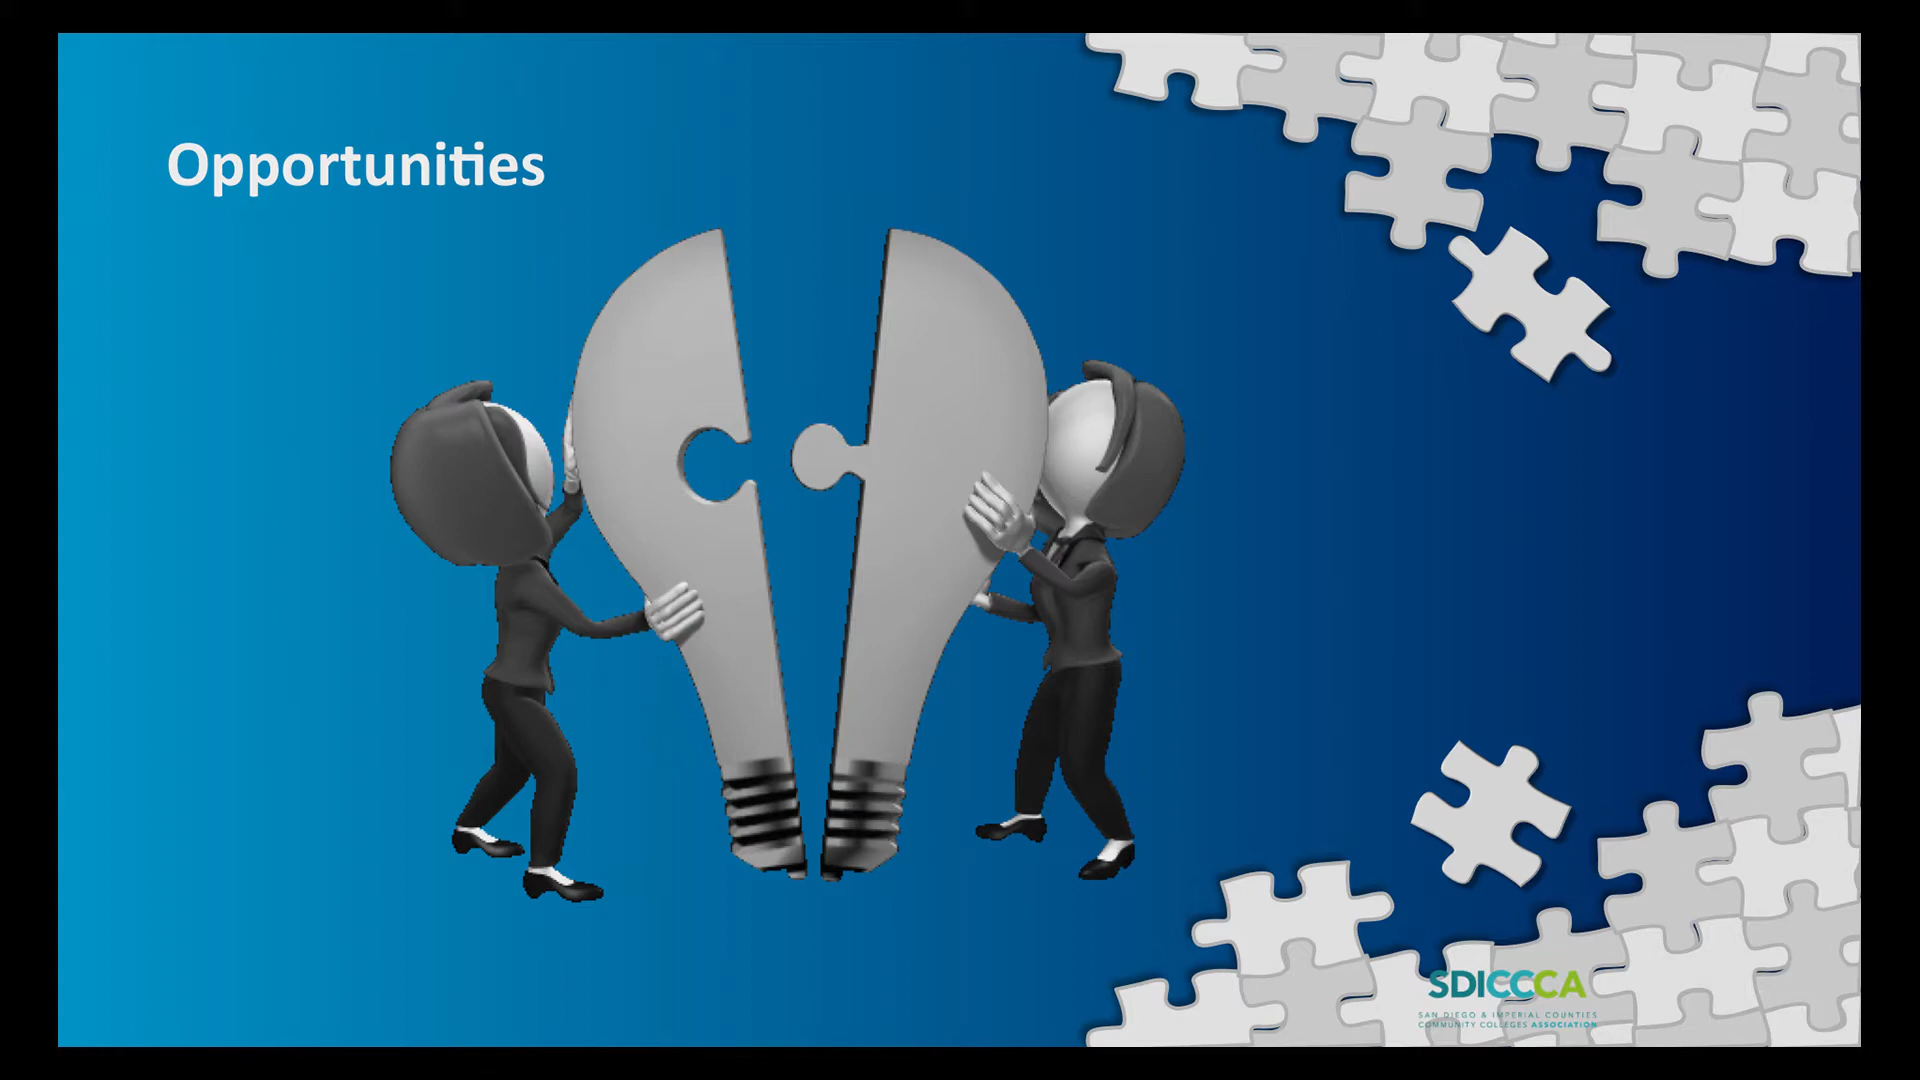 Opportunities
SDICCCA
SAN DIEGO & IMPERIAL COUNTIES
COMMUNITY COLLEGES ASSOCIATION